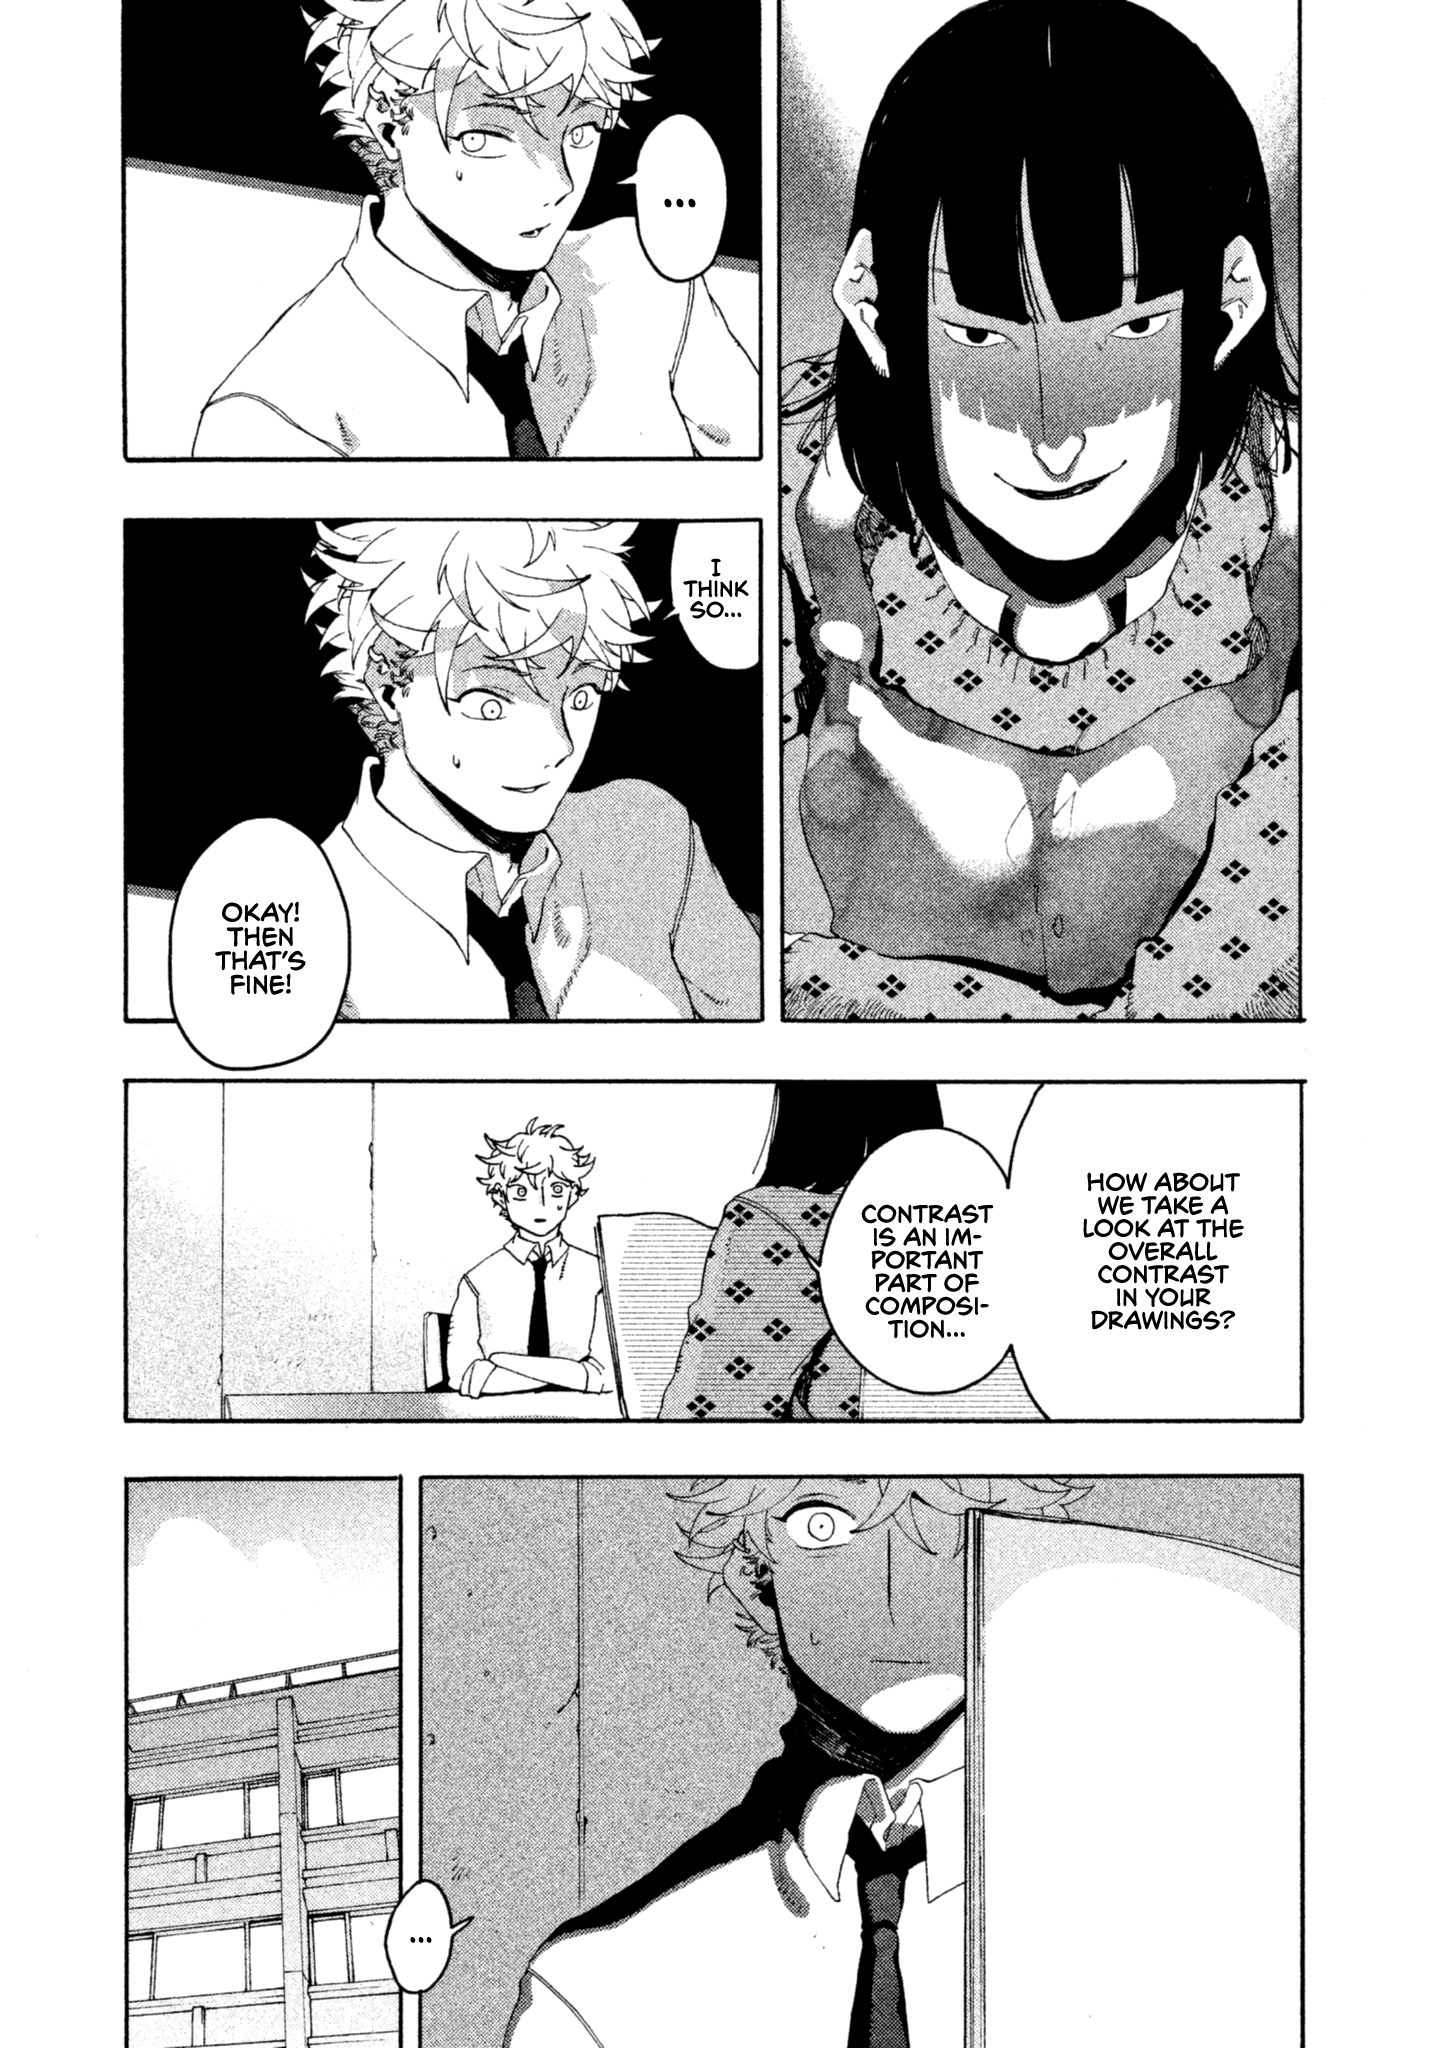 ...
I
THINK
SO...
OKAY!
THEN
THAT'S
FINE!
HOW ABOUT
WE TAKE A
LOOK AT THE
OVERALL
CONTRAST
IN YOUR
DRAWINGS?
CONTRAST
IS AN IM-
PORTANT
PART OF
COMPOSI-
TION...
...